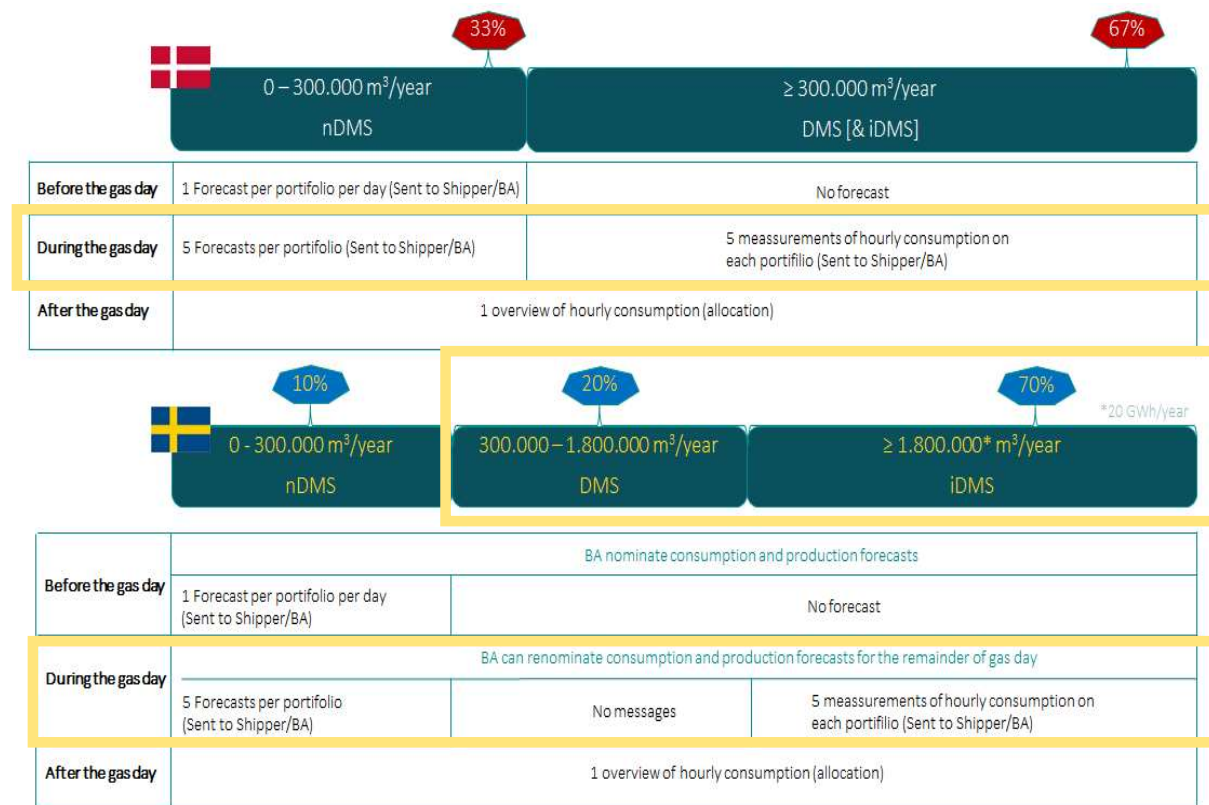 33%
67%
0 – 300.000 m³/year
nDMS
≥ 300.000 m³/year
DMS [& iDMS]
Before the gas day
1 Forecast per portifolio per day (Sent to Shipper/BA)
No forecast
During the gas day
5 Forecasts per portifolio (Sent to Shipper/BA)
5 meassurements of hourly consumption on
each portifilio (Sent to Shipper/BA)
After the gas day
1 overview of hourly consumption (allocation)
10%
20%
70%
*20 GWh/year
0 - 300.000 m³/year
nDMS
300.000 – 1.800.000 m³/year
DMS
≥ 1.800.000* m³/year
iDMS
Before the gas day
BA nominate consumption and production forecasts
1 Forecast per portifolio per day
(Sent to Shipper/BA)
No forecast
During the gas day
BA can renominate consumption and production forecasts for the remainder of gas day
5 Forecasts per portifolio
(Sent to Shipper/BA)
No messages
5 meassurements of hourly consumption on
each portifilio (Sent to Shipper/BA)
After the gas day
1 overview of hourly consumption (allocation)